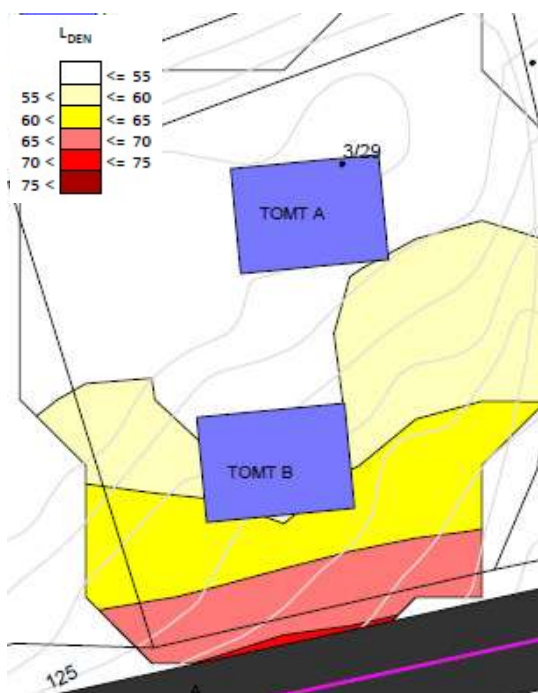 LDEN
<= 55
55 < <= 60
60 < <= 65
65 < <= 70
70 < <= 75
75 <
3/29
TOMT A
TOMT B
125